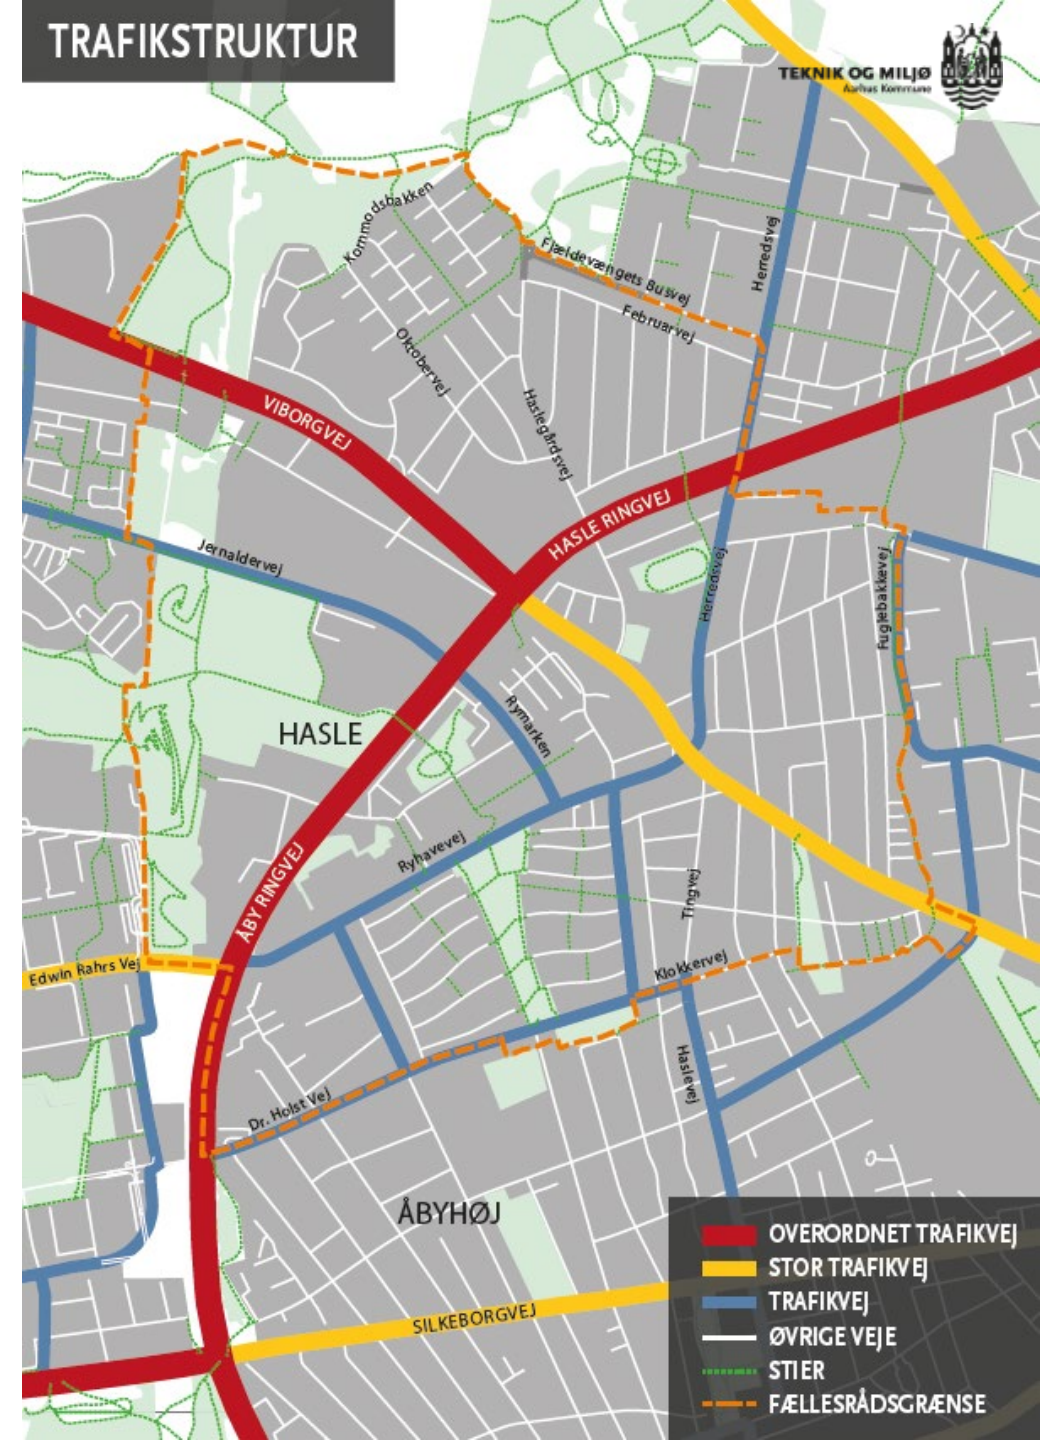 TRAFIKSTRUKTUR
TEKNIK OG MILJØ
Aarhus Kommune
Kommodsbakken
Fjældevængets Busvej
Herredsvej
Februarvej
Oktobervej
Haslegårdsvej
VIBORGVEJ
HASLE RINGVEJ
Jernaldervej
Herredsvej
Fuglebakkevej
HASLE
Rymarken
Ryhavevej
ÅBY RINGVEJ
Tingvej
Edwin Rahrs Vej
Klokkervej
Haslevej
Dr. Holst Vej
ÅBYHØJ
SILKEBORGVEJ
OVERORDNET TRAFIKVEJ
STOR TRAFIKVEJ
TRAFIKVEJ
ØVRIGE VEJE
STIER
FÆLLESRÅDSGRÆNSE